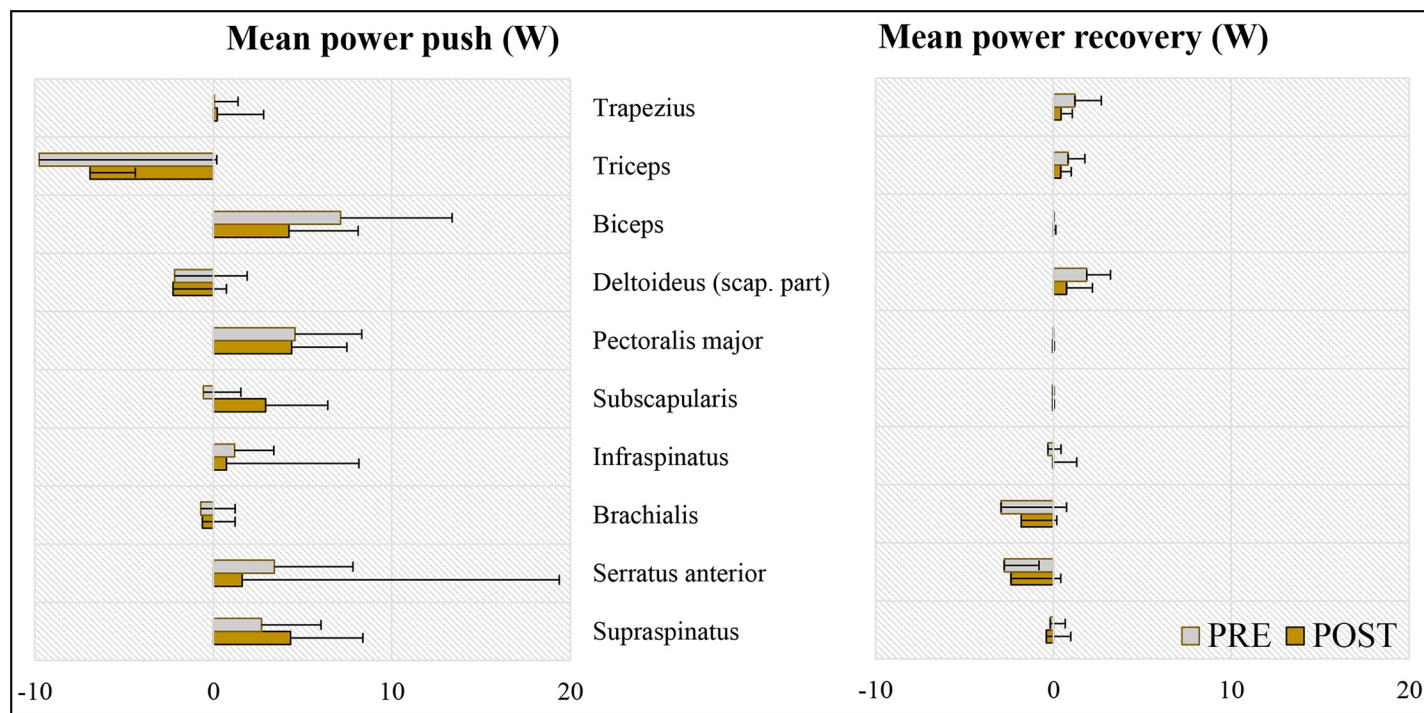 Mean power push (W)
Mean power recovery (W)
Trapezius
Triceps
Biceps
Deltoideus (scap. part)
Pectoralis major
Subscapularis
Infraspinatus
Brachialis
Serratus anterior
Supraspinatus
PRE POST
-10 0 10 20
-10 0 10 20